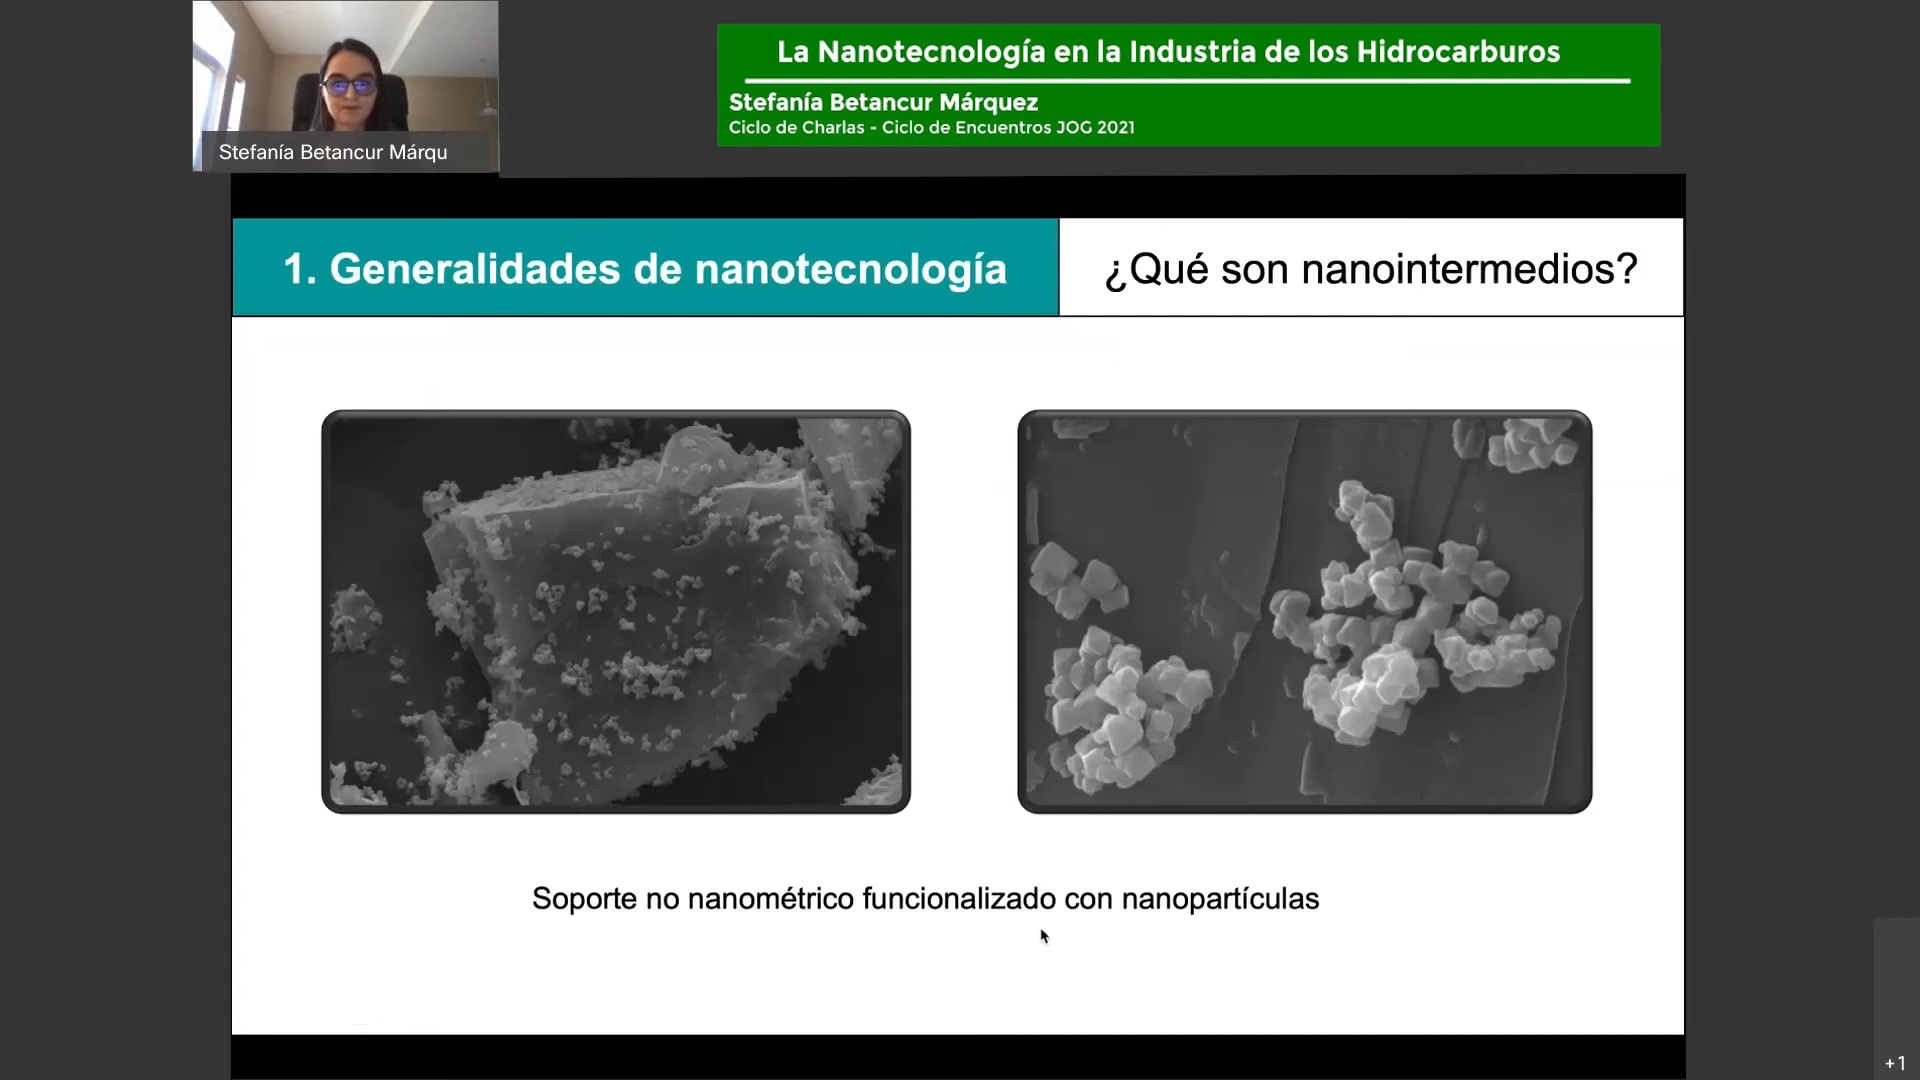 La Nanotecnología en la Industria de los Hidrocarburos
Stefanía Betancur Márquez
Ciclo de Charlas - Ciclo de Encuentros JOG 2021
Stefanía Betancur Márqu
1. Generalidades de nanotecnología
¿Qué son nanointermedios?
Soporte no nanométrico funcionalizado con nanopartículas
+1